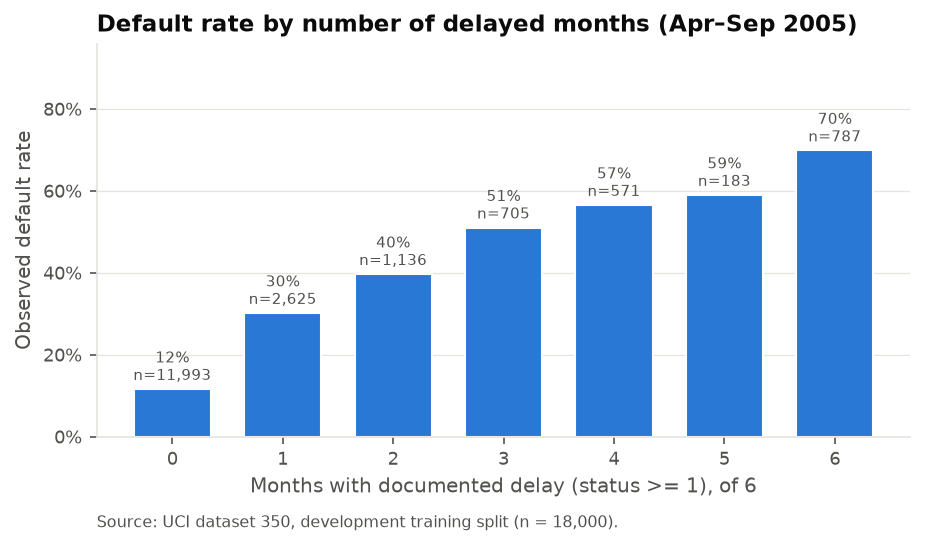 Default rate by number of delayed months (Apr–Sep 2005)
Observed default rate
80%
60%
40%
20%
0%
12%
n=11,993
30%
n=2,625
40%
n=1,136
51%
n=705
57%
n=571
59%
n=183
70%
n=787
0 1 2 3 4 5 6
Months with documented delay (status >= 1), of 6
Source: UCI dataset 350, development training split (n = 18,000).